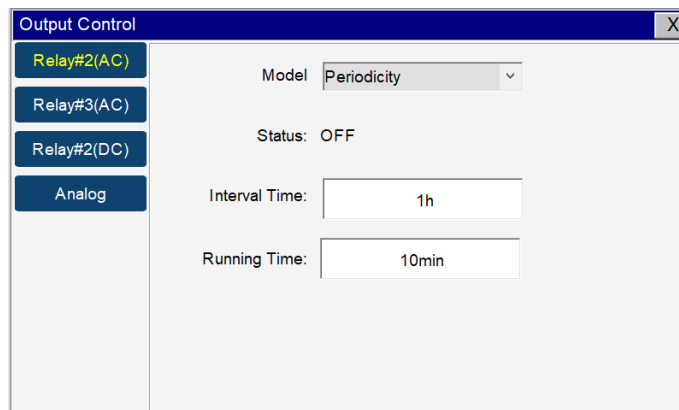 Output Control
X
Relay#2(AC)
Relay#3(AC)
Relay#2(DC)
Analog
Model
Periodicity
Status: OFF
Interval Time:
1h
Running Time:
10min